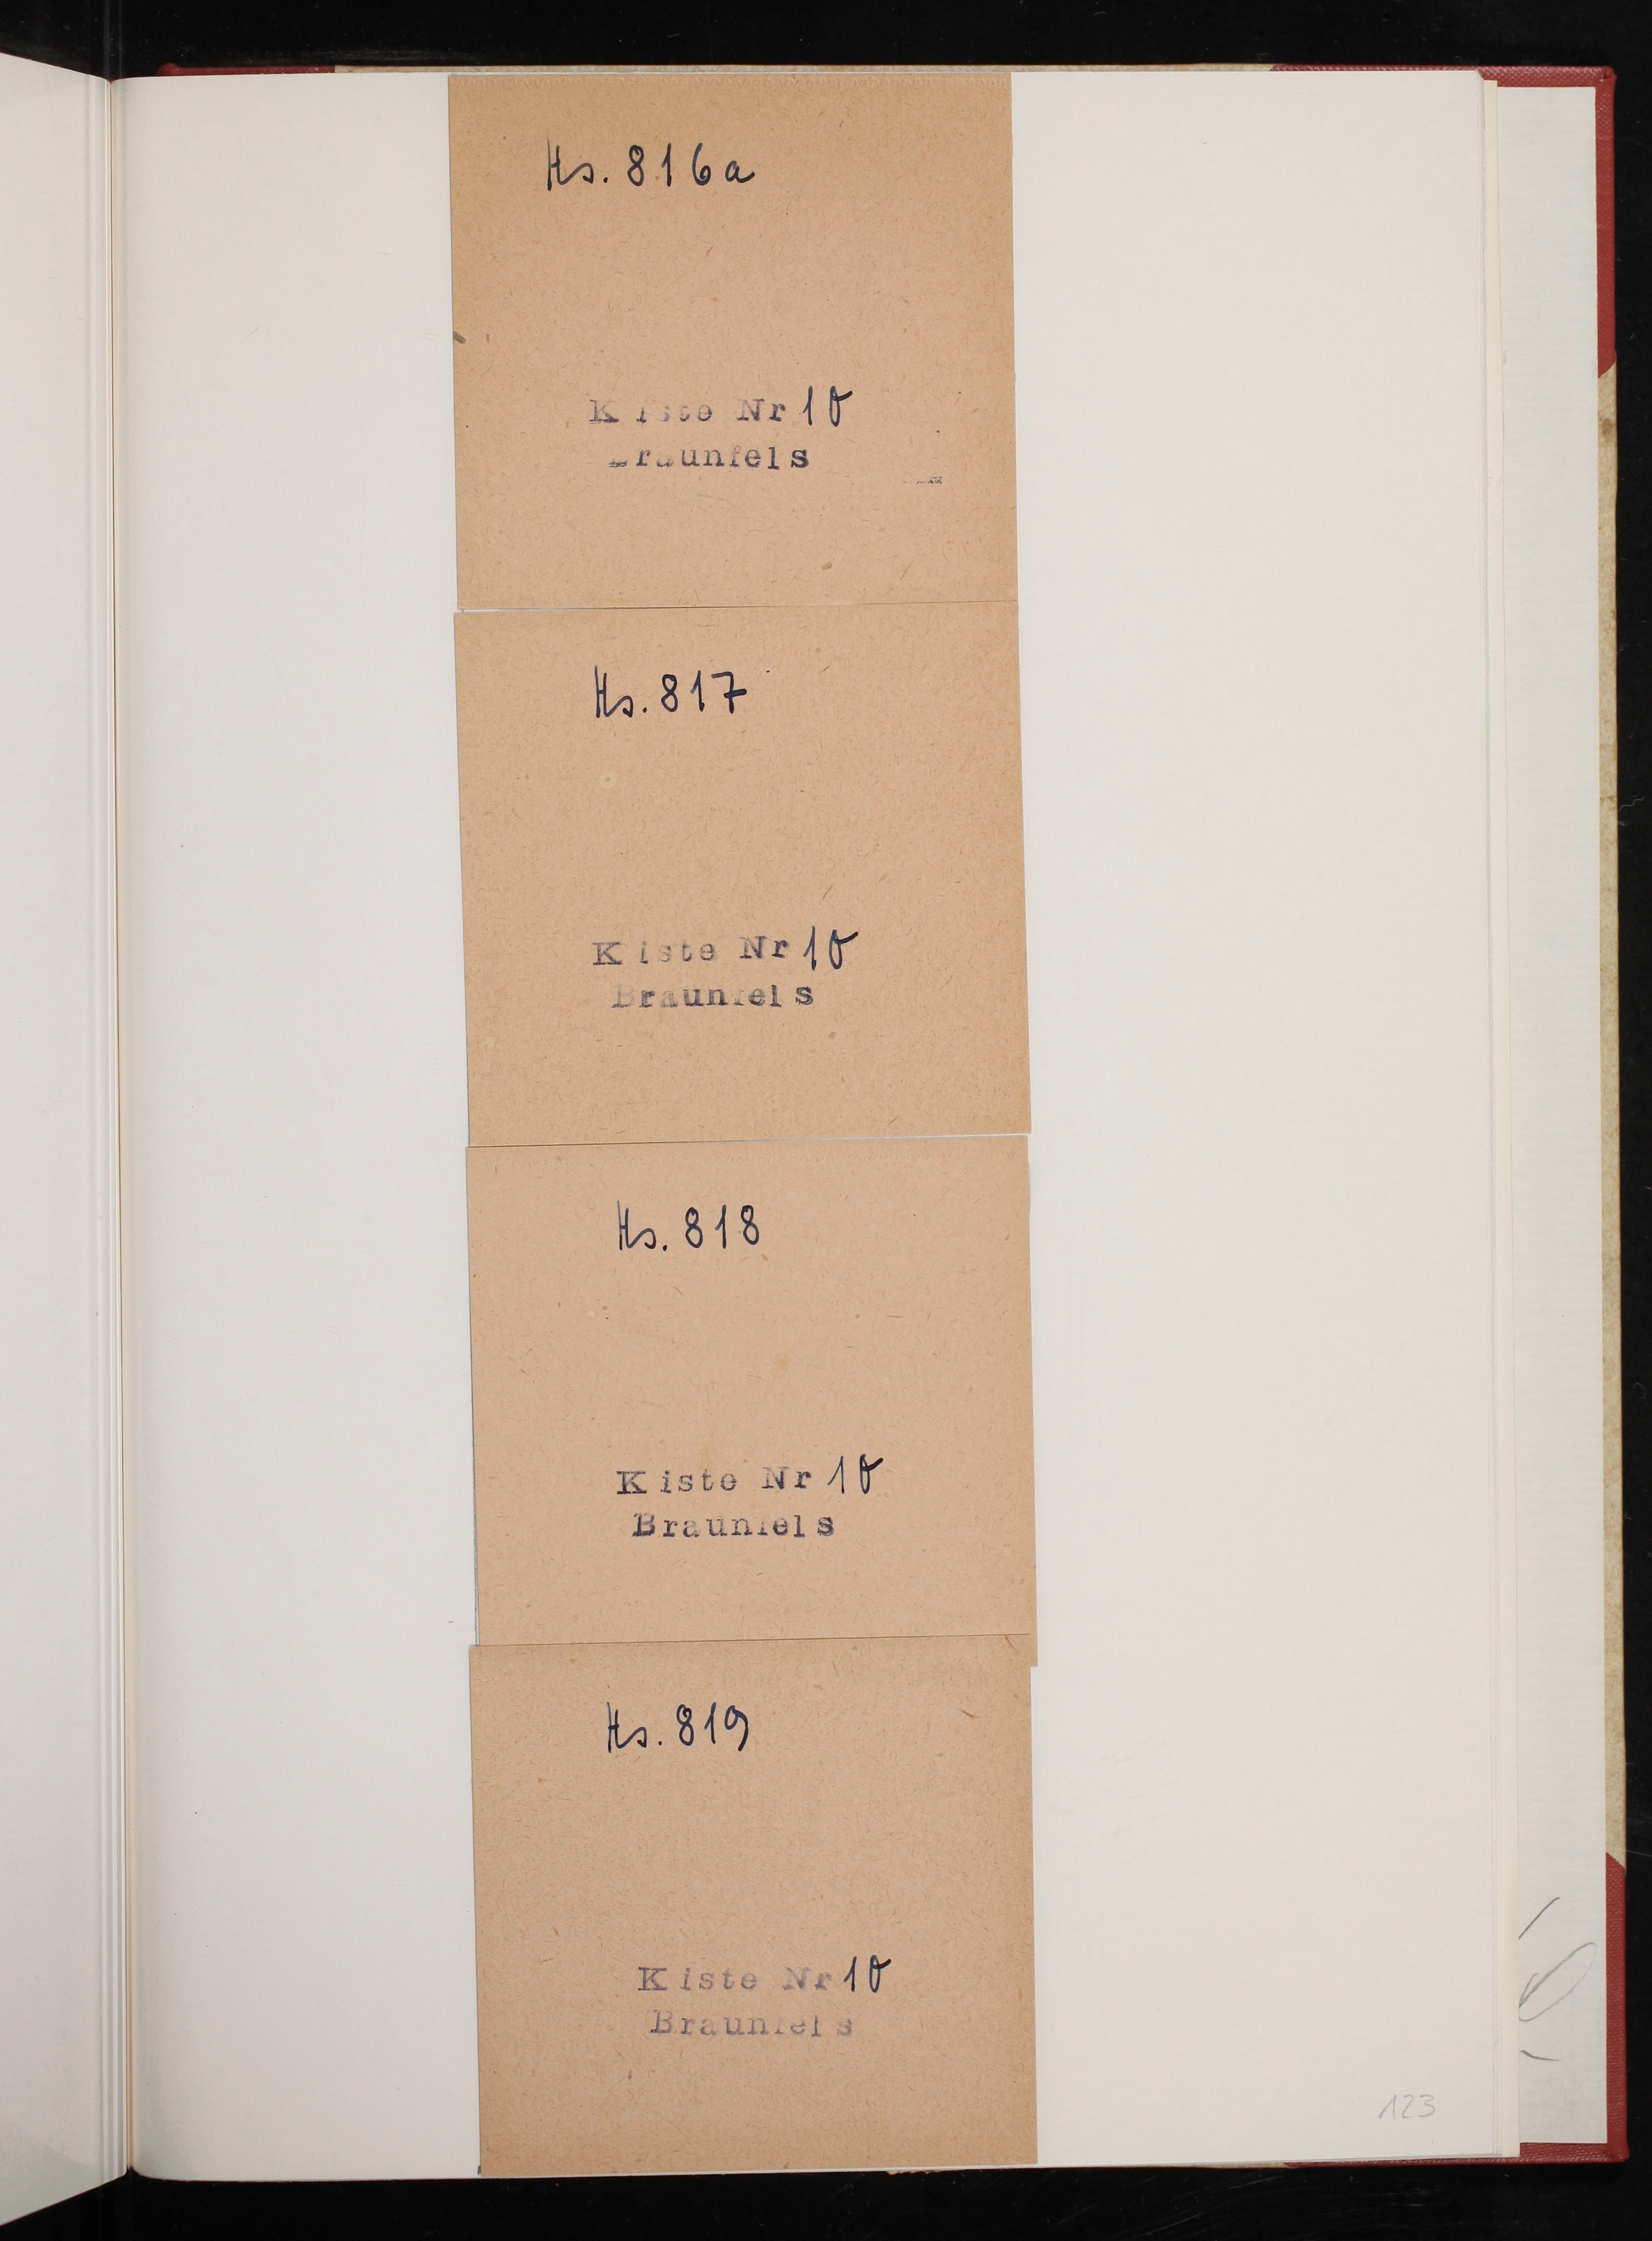 Hs. 816a
Kiste Nr 10
Braunfels
Hs. 817
Kiste Nr 10
Braunfels
Hs. 818
Kiste Nr 10
Braunfels
Hs. 819
Kiste Nr 10
Braunfels
123